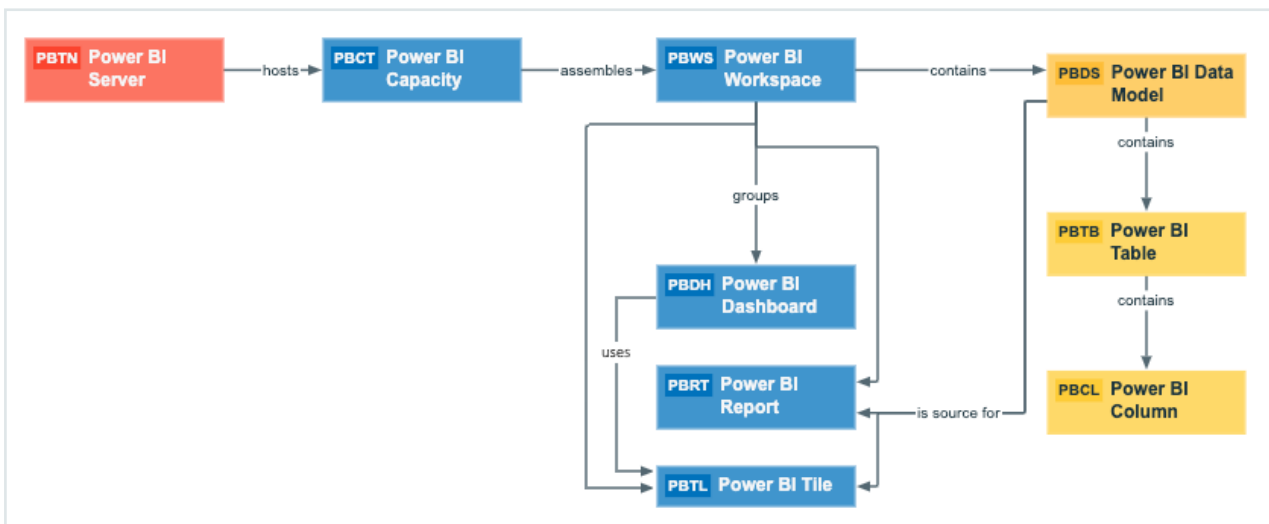 PBTN Power BI
Server
hosts
PBCT Power BI
Capacity
assembles
PBWS Power BI
Workspace
contains
PBDS Power BI Data
Model
contains
groups
PBTB Power BI
Table
PBDH Power BI
Dashboard
contains
uses
PBRT Power BI
Report
is source for
PBCL Power BI
Column
PBTL Power BI Tile